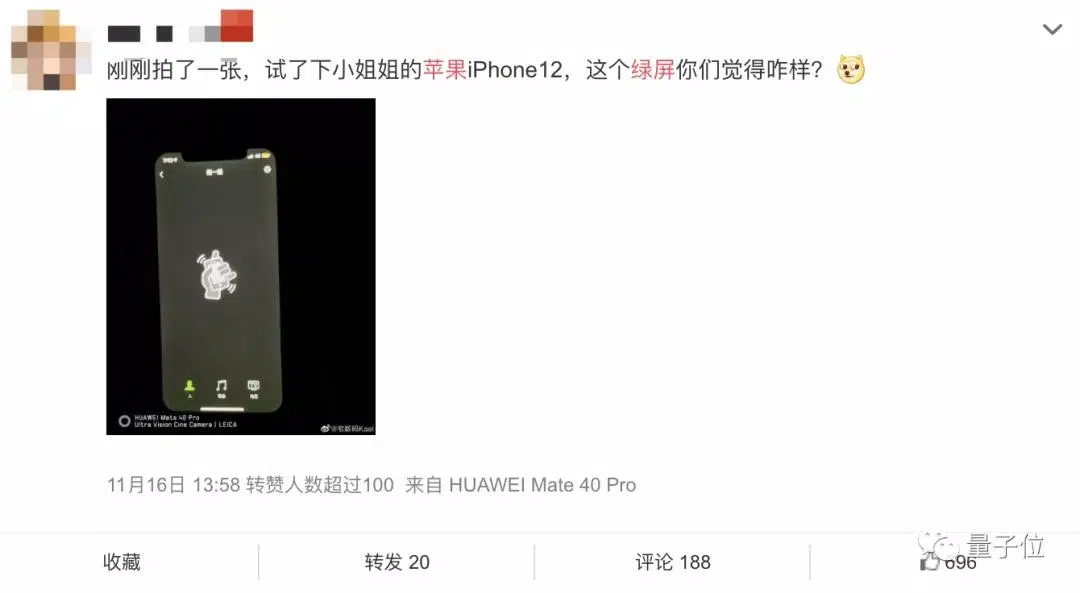 刚刚拍了一张，试了下小姐姐的苹果iPhone12，这个绿屏你们觉得咋样？
HUAWEI Mate 40 Pro
Ultra Vision Cine Camera | LEICA
11月16日 13:58 转赞人数超过100 来自 HUAWEI Mate 40 Pro
收藏
转发 20
评论 188
696
量子位